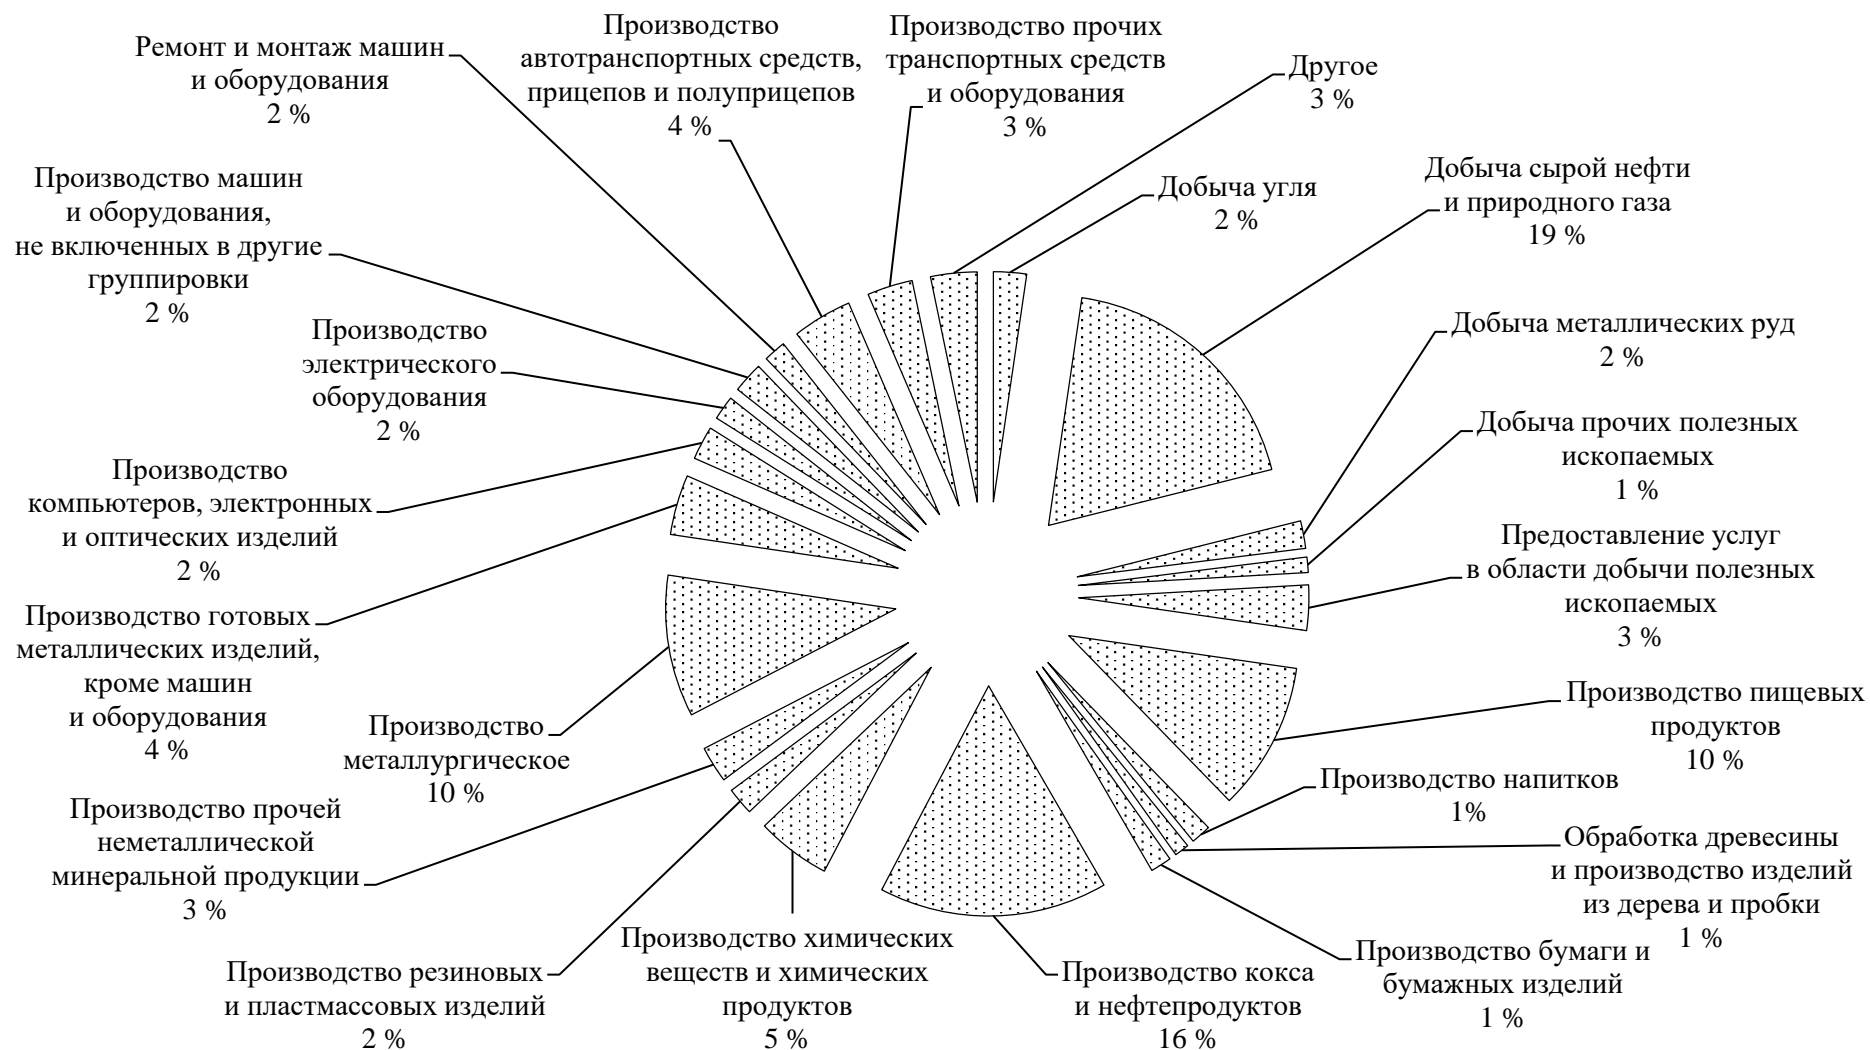 Ремонт и монтаж машин
и оборудования
2 %
Производство
автотранспортных средств,
прицепов и полуприцепов
4 %
Производство прочих
транспортных средств
и оборудования
3 %
Другое
3 %
Добыча угля
2 %
Добыча сырой нефти
и природного газа
19 %
Добыча металлических руд
2 %
Добыча прочих полезных
ископаемых
1 %
Предоставление услуг
в области добычи полезных
ископаемых
3 %
Производство пищевых
продуктов
10 %
Производство напитков
1%
Обработка древесины
и производство изделий
из дерева и пробки
1 %
Производство бумаги и
бумажных изделий
1 %
Производство кокса
и нефтепродуктов
16 %
Производство химических
веществ и химических
продуктов
5 %
Производство резиновых
и пластмассовых изделий
2 %
Производство прочей
неметаллической
минеральной продукции
3 %
Производство
металлургическое
10 %
Производство готовых
металлических изделий,
кроме машин
и оборудования
4 %
Производство
компьютеров, электронных
и оптических изделий
2 %
Производство
электрического
оборудования
2 %
Производство машин
и оборудования,
не включенных в другие
группировки
2 %